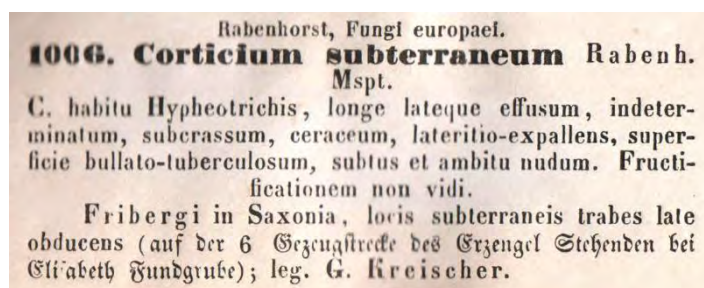 Rabenhorst, Fungi europaei.
1006. Corticium subterraneum Rabenh.
Mspt.
C. habitu Hypheotrichis, longe lateque effusum, indeter-
minatum, subcrassum, ceraceum, lateritio-expallens, super-
ficie bullato-tuberculosum, subtus et ambitu nudum. Fructi-
ficationem non vidi.
Fribergi in Saxonia, locis subterraneis trabes late
obducens (auf der 6 Gezeugstrecke des Erzengel Stehenden bei
Elisabeth Fundgrube); leg. G. Kreischer.